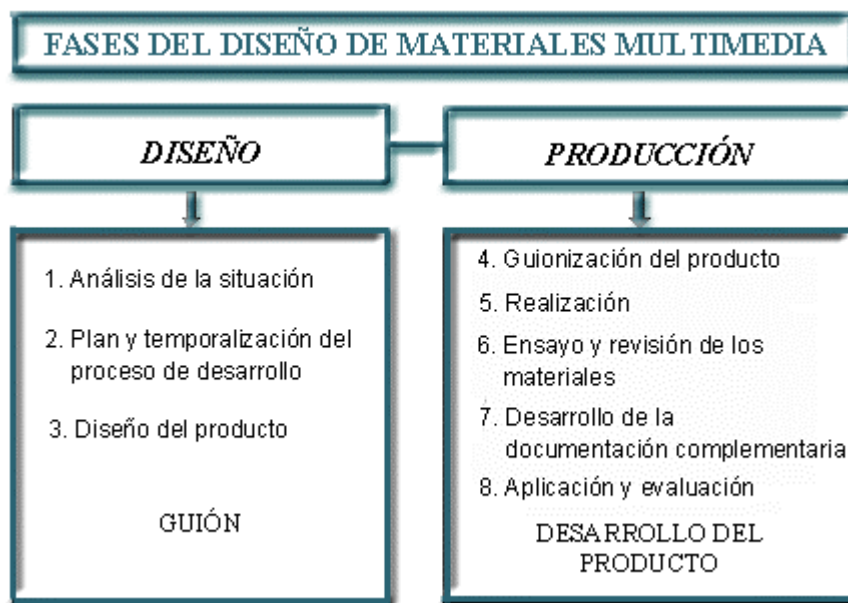 FASES DEL DISEÑO DE MATERIALES MULTIMEDIA
DISEÑO
PRODUCCIÓN
1. Análisis de la situación
2. Plan y temporalización del
proceso de desarrollo
3. Diseño del producto
GUIÓN
4. Guionización del producto
5. Realización
6. Ensayo y revisión de los
materiales
7. Desarrollo de la
documentación complementaria
8. Aplicación y evaluación
DESARROLLO DEL
PRODUCTO